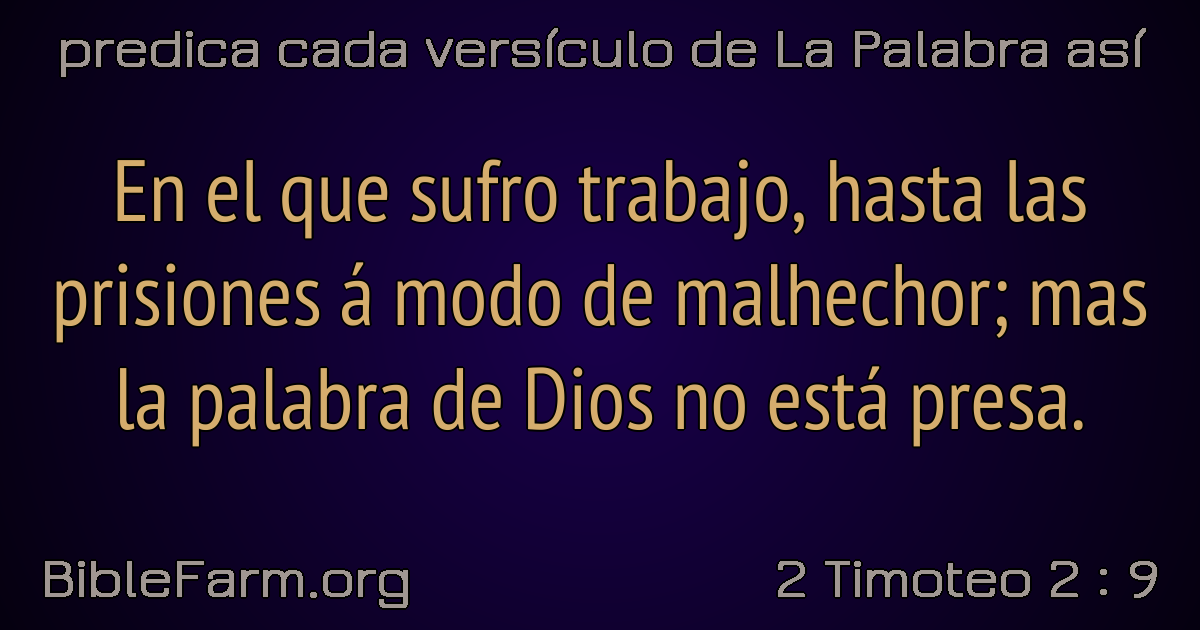 predica cada versículo de La Palabra así
En el que sufro trabajo, hasta las
prisiones á modo de malhechor; mas
la palabra de Dios no está presa.
BibleFarm.org
2 Timoteo 2 : 9